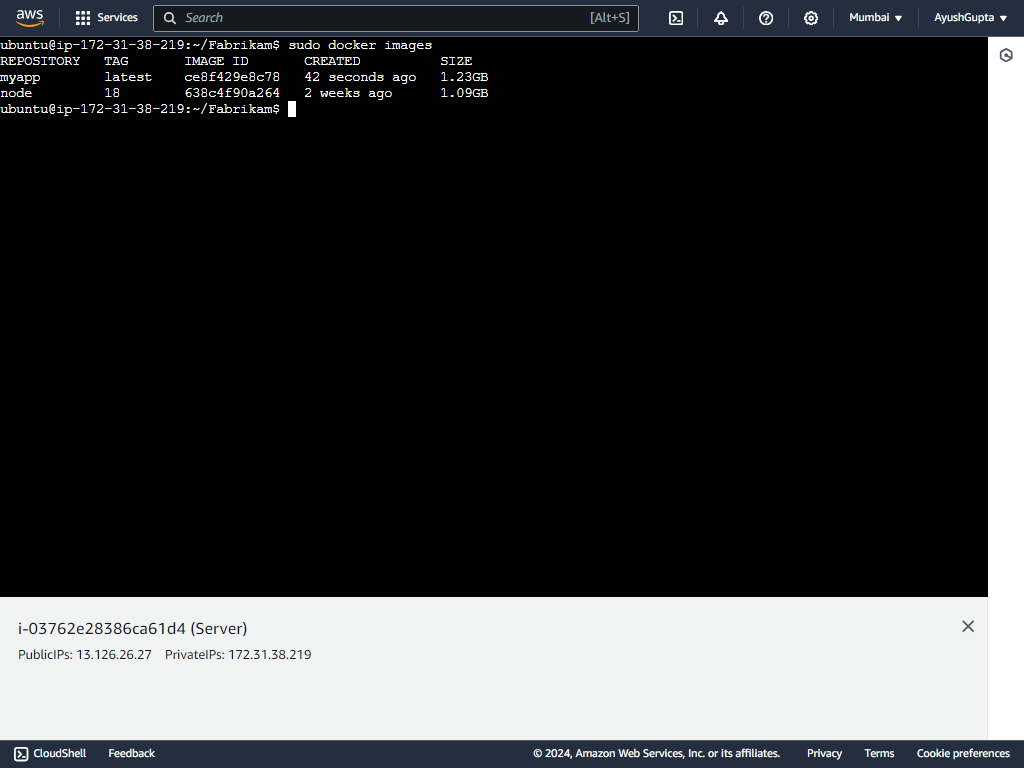 aws Services Search [Alt+S] Mumbai AyushGupta
ubuntu@ip-172-31-38-219:~/Fabrikam$ sudo docker images
REPOSITORY TAG IMAGE ID CREATED SIZE
myapp latest ce8f429e8c78 42 seconds ago 1.23GB
node 18 638c4f90a264 2 weeks ago 1.09GB
ubuntu@ip-172-31-38-219:~/Fabrikam$
i-03762e28386ca61d4 (Server)
PublicIPs: 13.126.26.27 PrivateIPs: 172.31.38.219
CloudShell Feedback © 2024, Amazon Web Services, Inc. or its affiliates. Privacy Terms Cookie preferences